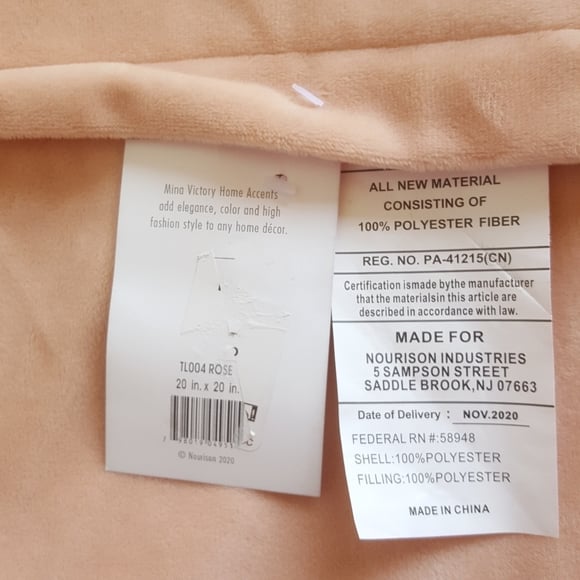 Mina Victory Home Accents
add elegance, color and high
fashion style to any home décor.
TL004 ROSE
20 in. x 20 in.
© Nourison 2020
ALL NEW MATERIAL
CONSISTING OF
100% POLYESTER FIBER
REG. NO. PA-41215(CN)
Certification ismade bythe manufacturer
that the materialsin this article are
described in accordance with law.
MADE FOR
NOURISON INDUSTRIES
5 SAMPSON STREET
SADDLE BROOK,NJ 07663
Date of Delivery : NOV.2020
FEDERAL RN #:58948
SHELL:100%POLYESTER
FILLING:100%POLYESTER
MADE IN CHINA